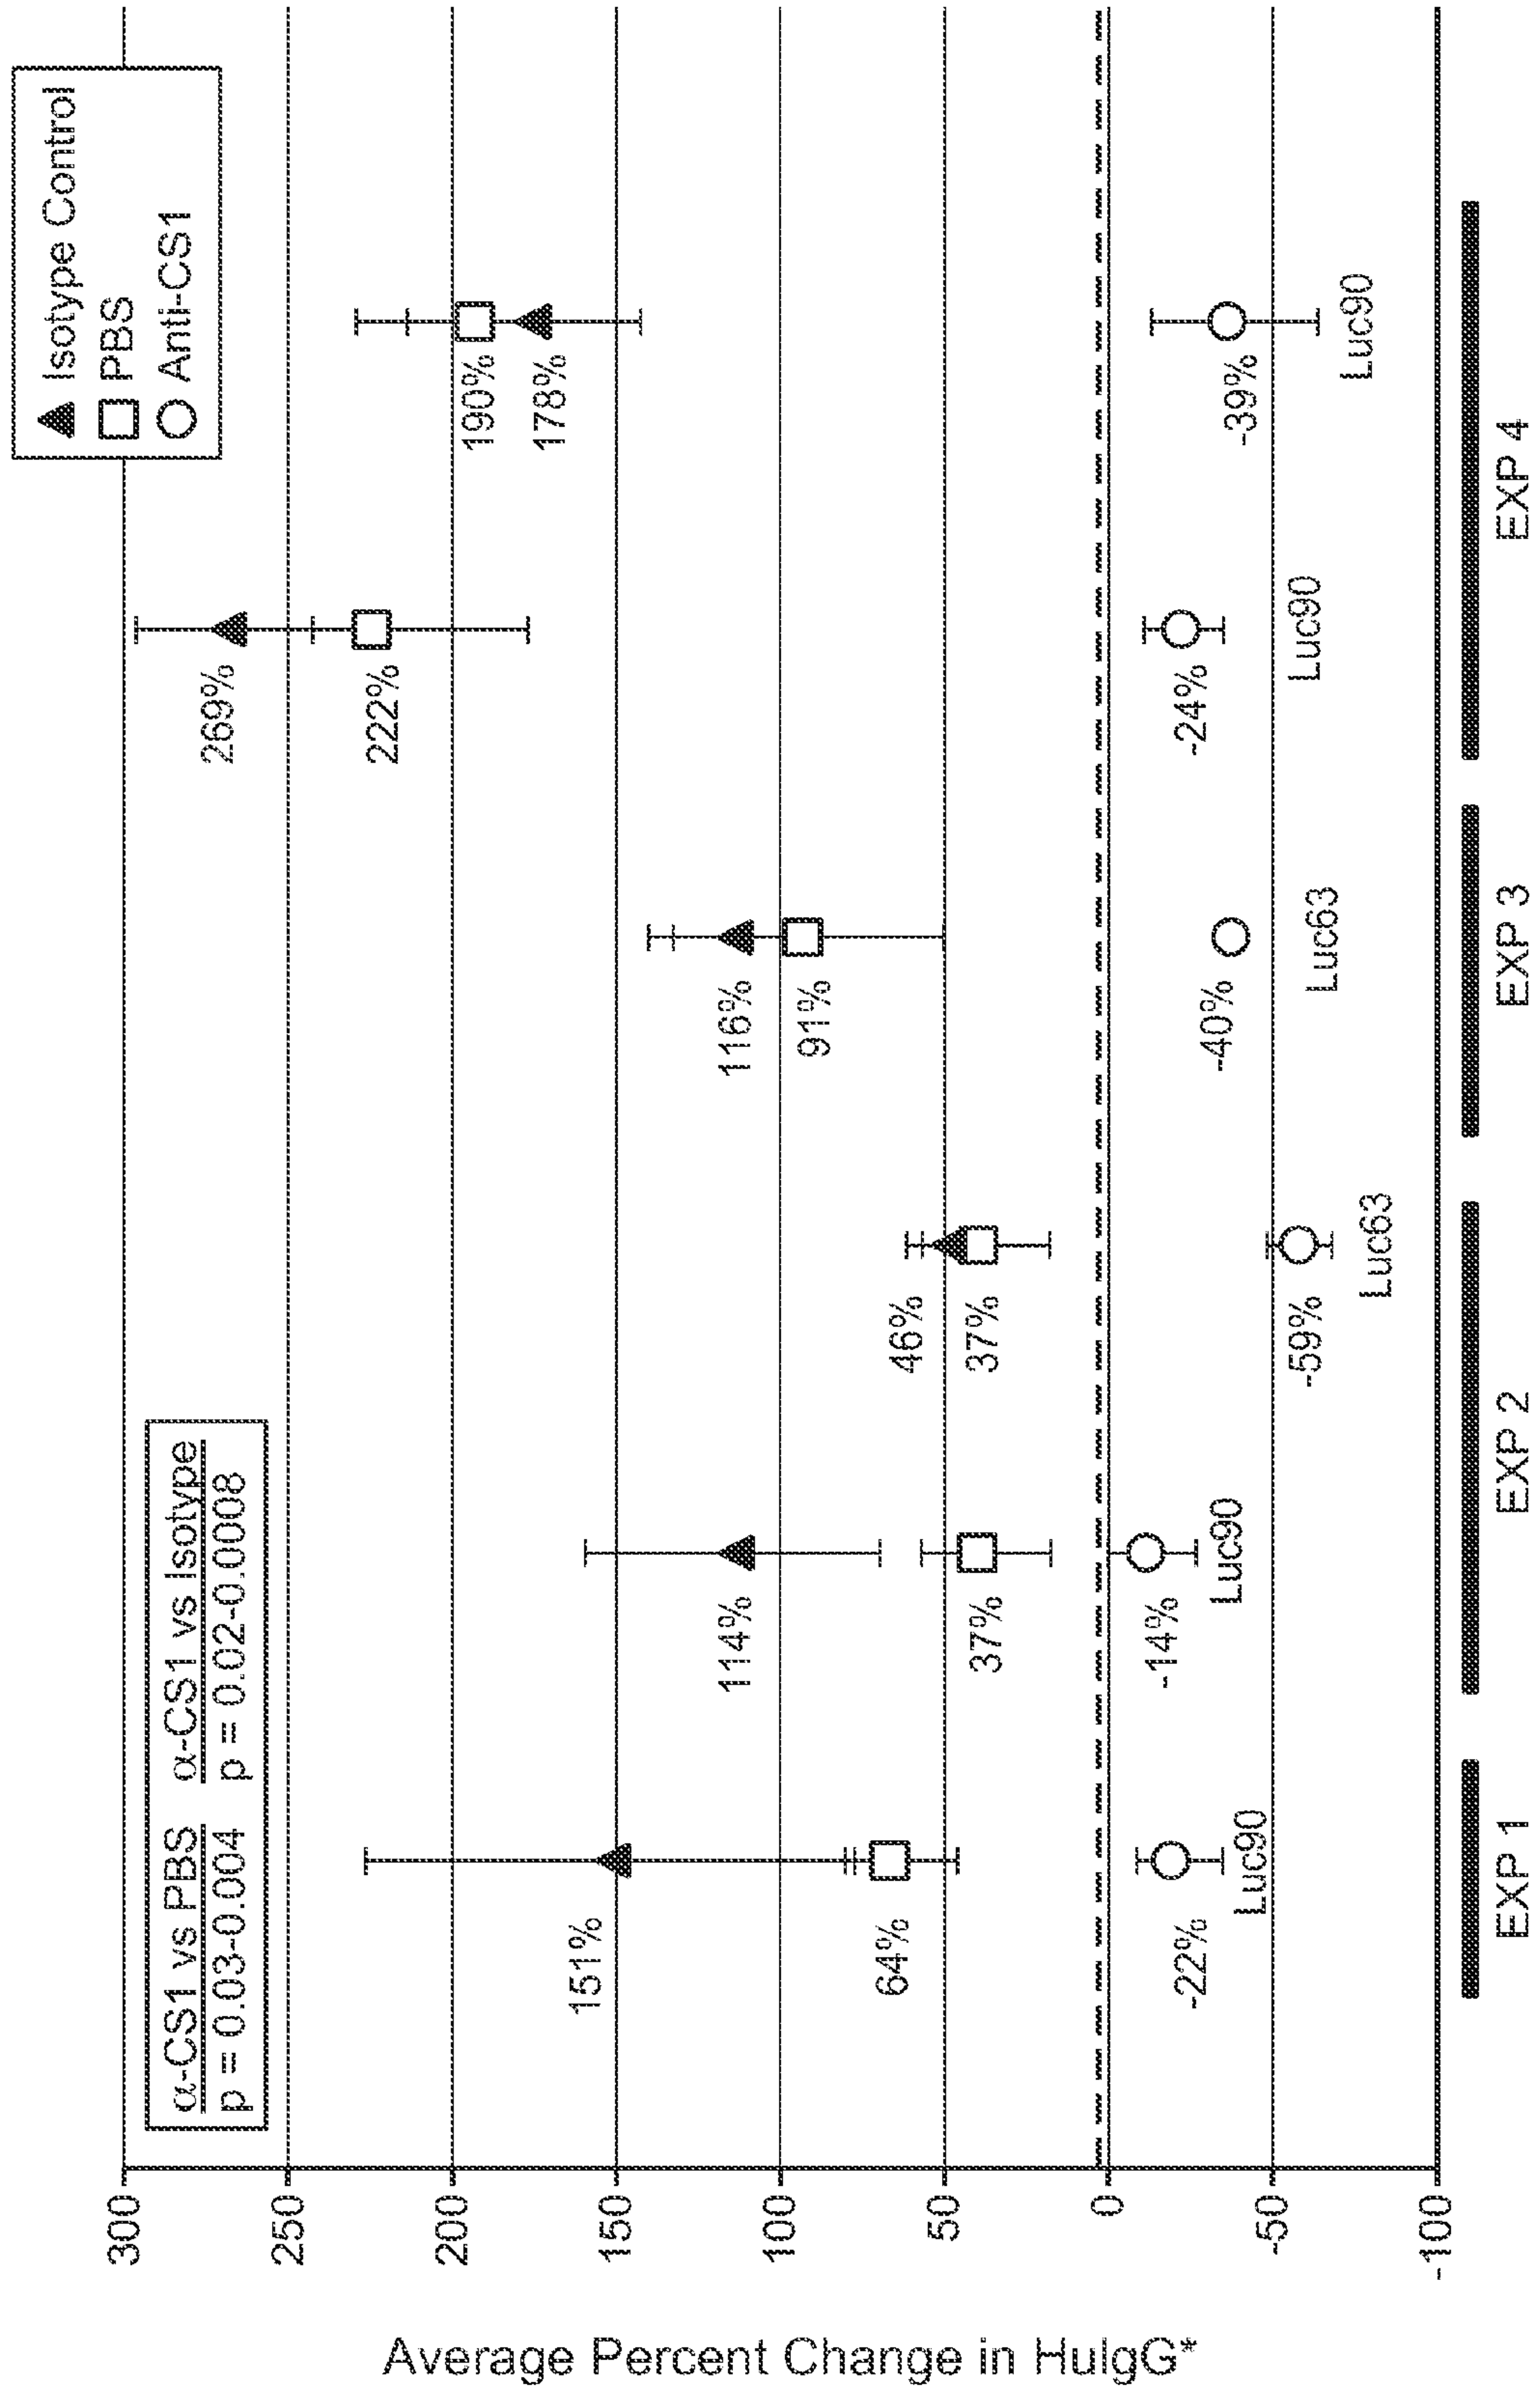 Average Percent Change in HuIgG*
300
250
200
150
100
50
0
-50
-100
α-CS1 vs PBS α-CS1 vs Isotype
p = 0.03-0.004 p = 0.02-0.0008
Isotype Control
PBS
Anti-CS1
151%
64%
-22%
Luc90
114%
37%
-14%
Luc90
46%
37%
-59%
Luc63
116%
91%
-40%
Luc63
269%
222%
-24%
Luc90
190%
178%
-39%
Luc90
EXP 1
EXP 2
EXP 3
EXP 4